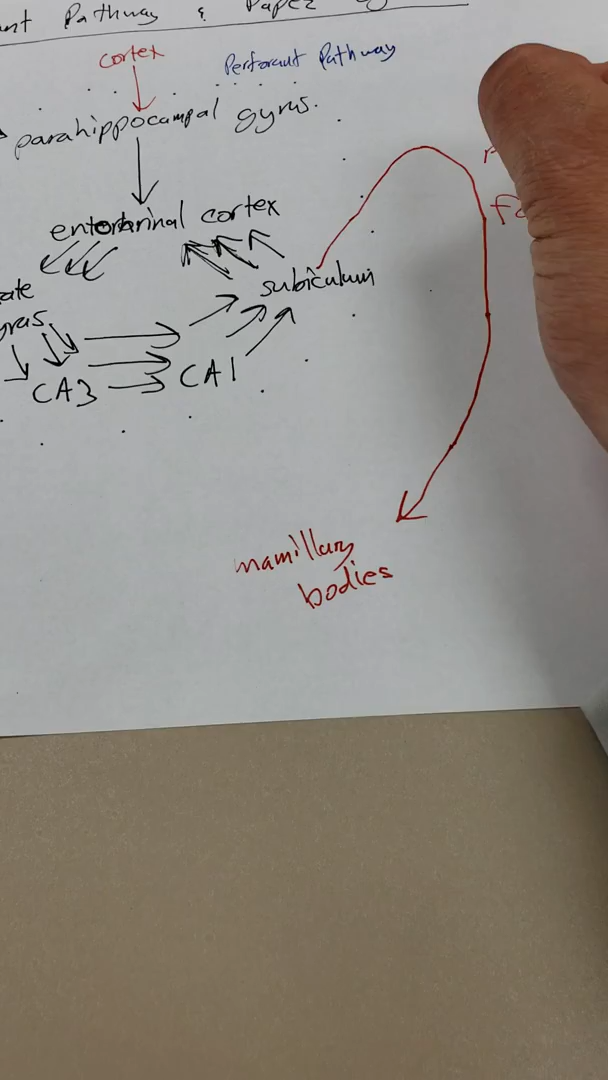 Pathway &
cortex
Perforant Pathway
parahippocampal gyrus.
entorhinal cortex
subiculum
CA3
CA1
mamillary
bodies